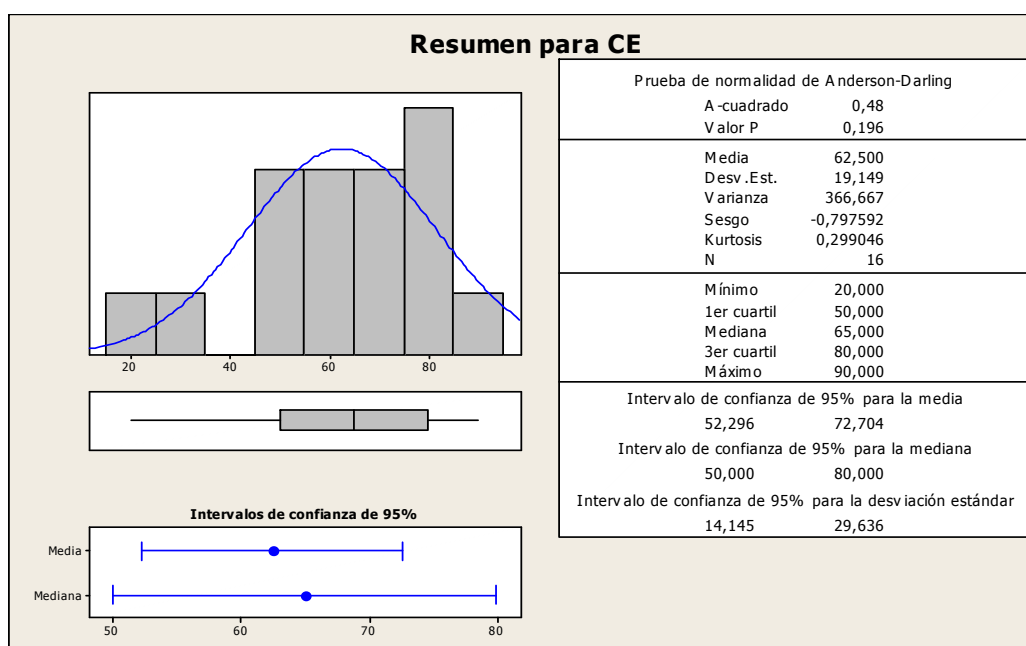 Resumen para CE
20 40 60 80
Intervalos de confianza de 95%
Media
Mediana
50 60 70 80
Prueba de normalidad de Anderson-Darling
A-cuadrado 0,48
Valor P 0,196
Media 62,500
Desv.Est. 19,149
Varianza 366,667
Sesgo -0,797592
Kurtosis 0,299046
N 16
Mínimo 20,000
1er cuartil 50,000
Mediana 65,000
3er cuartil 80,000
Máximo 90,000
Intervalo de confianza de 95% para la media
52,296 72,704
Intervalo de confianza de 95% para la mediana
50,000 80,000
Intervalo de confianza de 95% para la desviación estándar
14,145 29,636